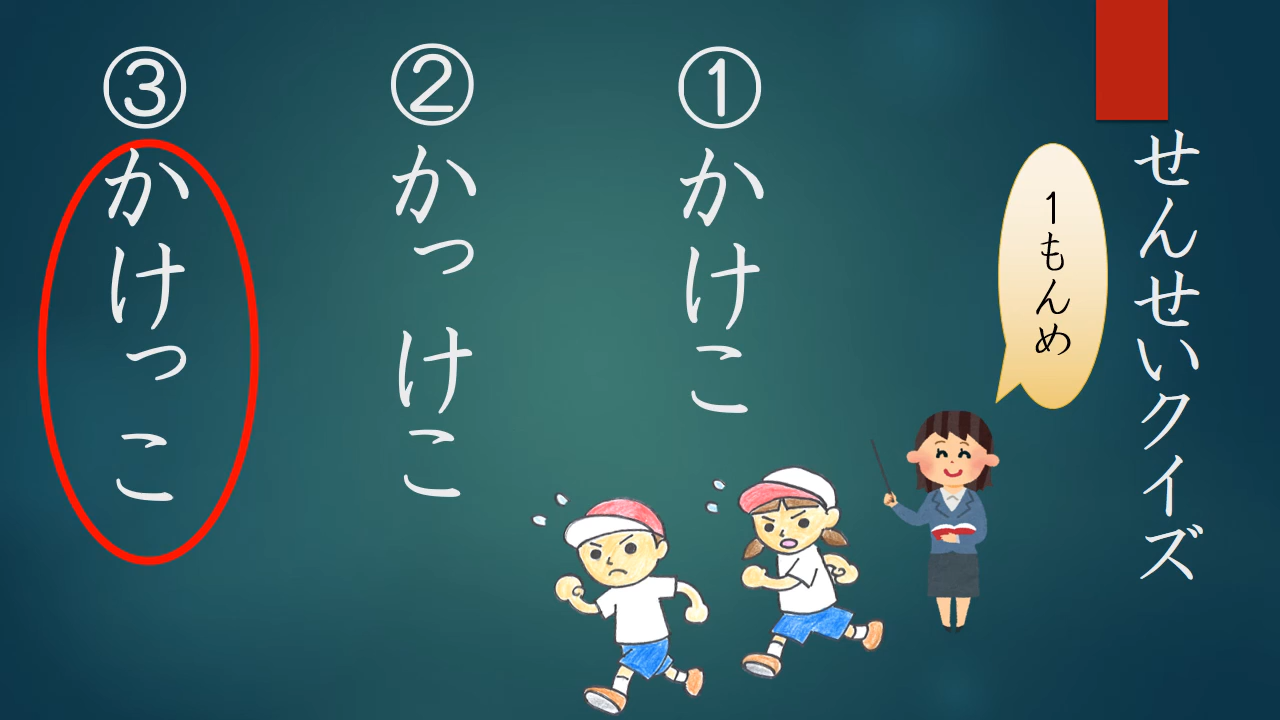 せんせいクイズ
1もんめ
①かけこ
②かっけこ
③かけっこ